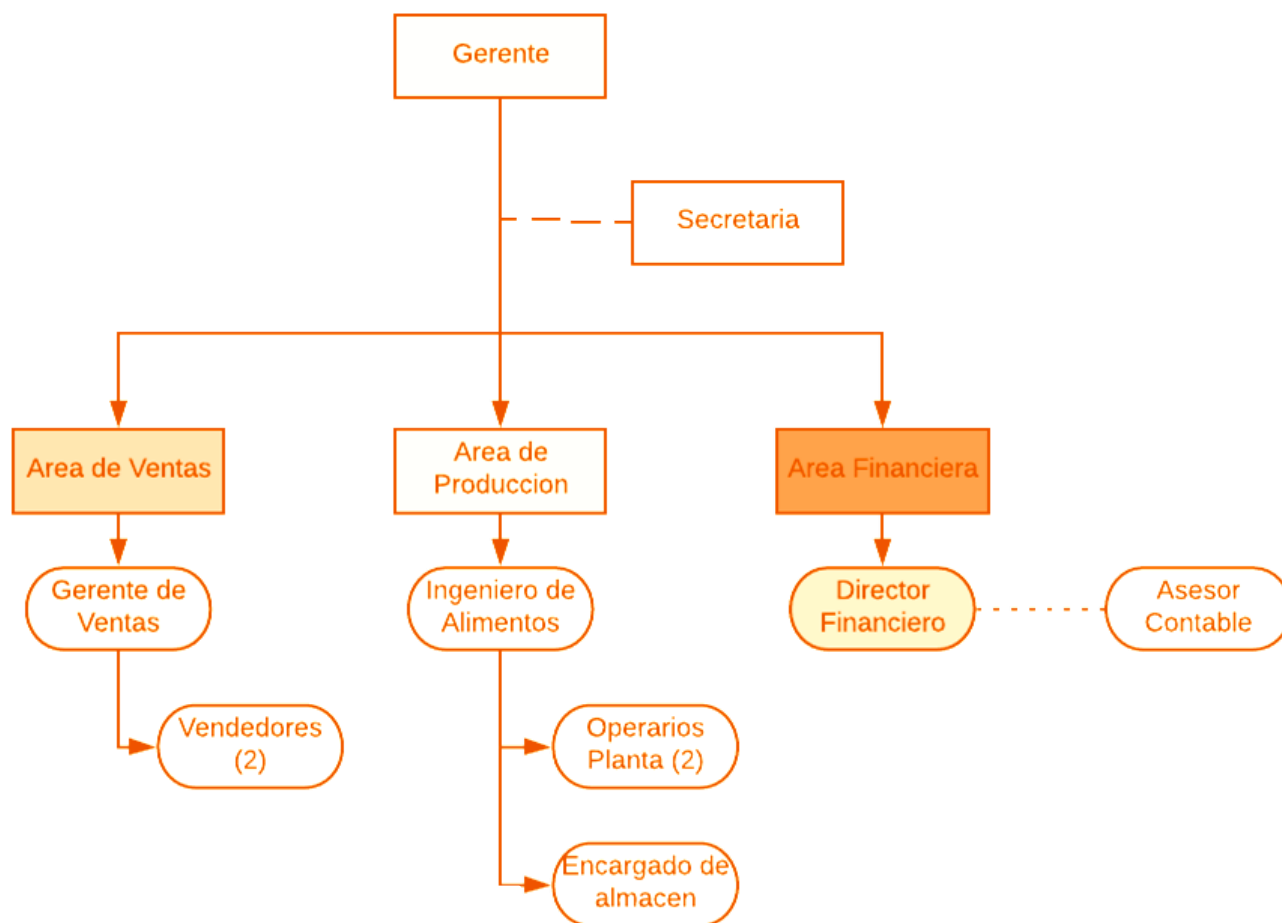 Gerente
Secretaria
Area de Ventas
Area de
Produccion
Area Financiera
Gerente de
Ventas
Ingeniero de
Alimentos
Director
Financiero
Asesor
Contable
Vendedores
(2)
Operarios
Planta (2)
Encargado de
almacen